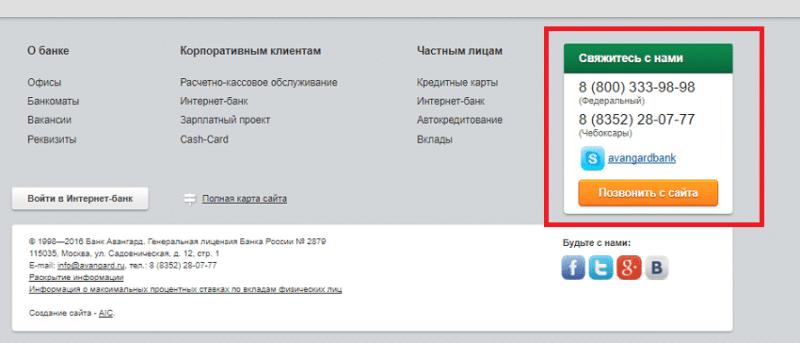 О банке
Офисы
Банкоматы
Вакансии
Реквизиты
Корпоративным клиентам
Расчетно-кассовое обслуживание
Интернет-банк
Зарплатный проект
Cash-Card
Частным лицам
Кредитные карты
Интернет-банк
Автокредитование
Вклады
Свяжитесь с нами
8 (800) 333-98-98
(Федеральный)
8 (8352) 28-07-77
(Чебоксары)
avangardbank
Позвонить с сайта
Войти в Интернет-банк
Полная карта сайта
© 1998—2016 Банк Авангард. Генеральная лицензия Банка России № 2879
115035, Москва, ул. Садовническая, д. 12, стр. 1
E-mail: info@avangard.ru, тел.: 8 (8352) 28-07-77
Раскрытие информации
Информация о максимальных процентных ставках по вкладам физических лиц
Создание сайта - AIC.
Будьте с нами: